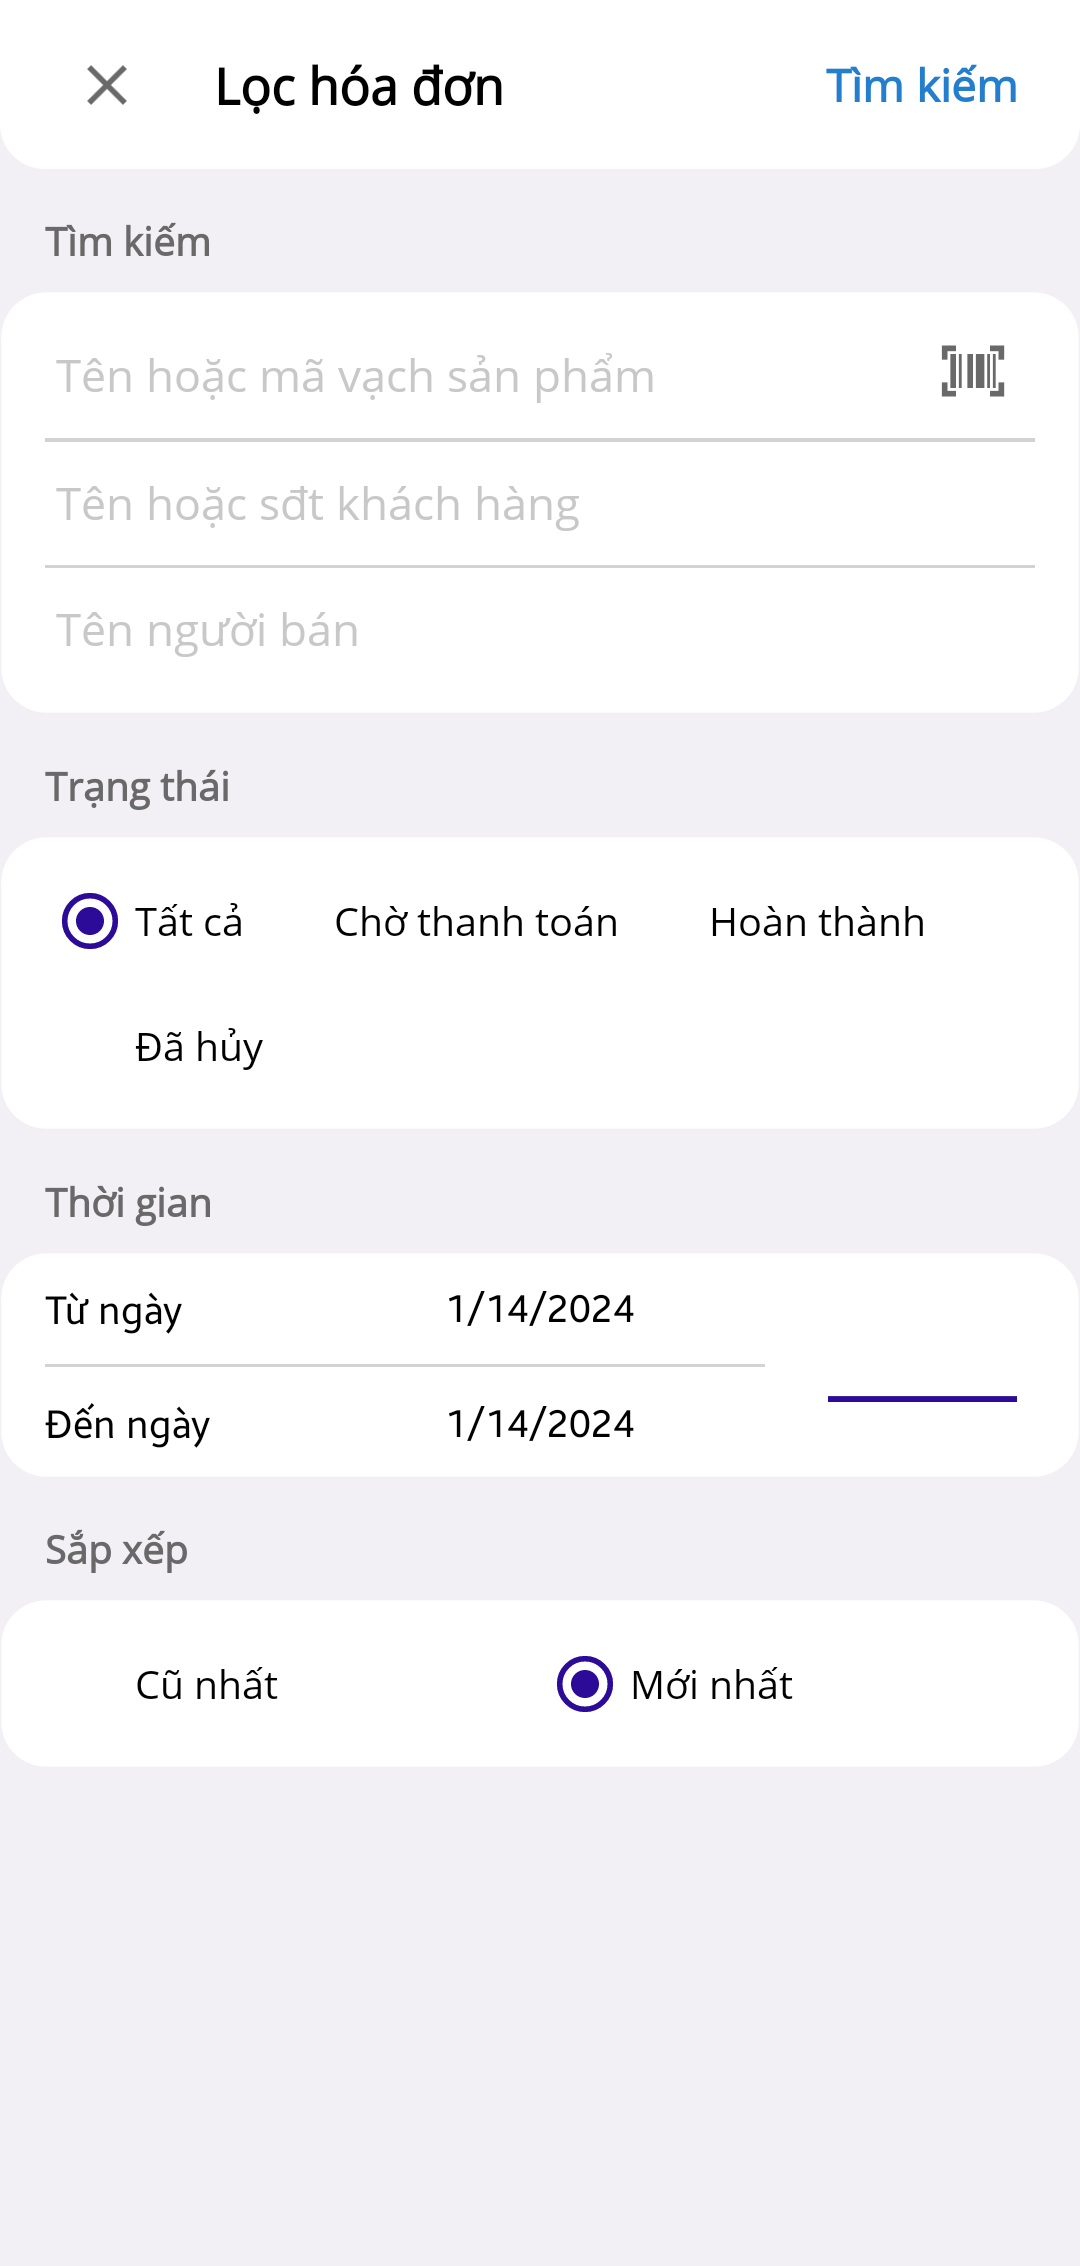 Lọc hóa đơn
Tìm kiếm
Tìm kiếm
Tên hoặc mã vạch sản phẩm
Tên hoặc sđt khách hàng
Tên người bán
Trạng thái
Tất cả Chờ thanh toán Hoàn thành
Đã hủy
Thời gian
Từ ngày 1/14/2024
Đến ngày 1/14/2024
Sắp xếp
Cũ nhất Mới nhất